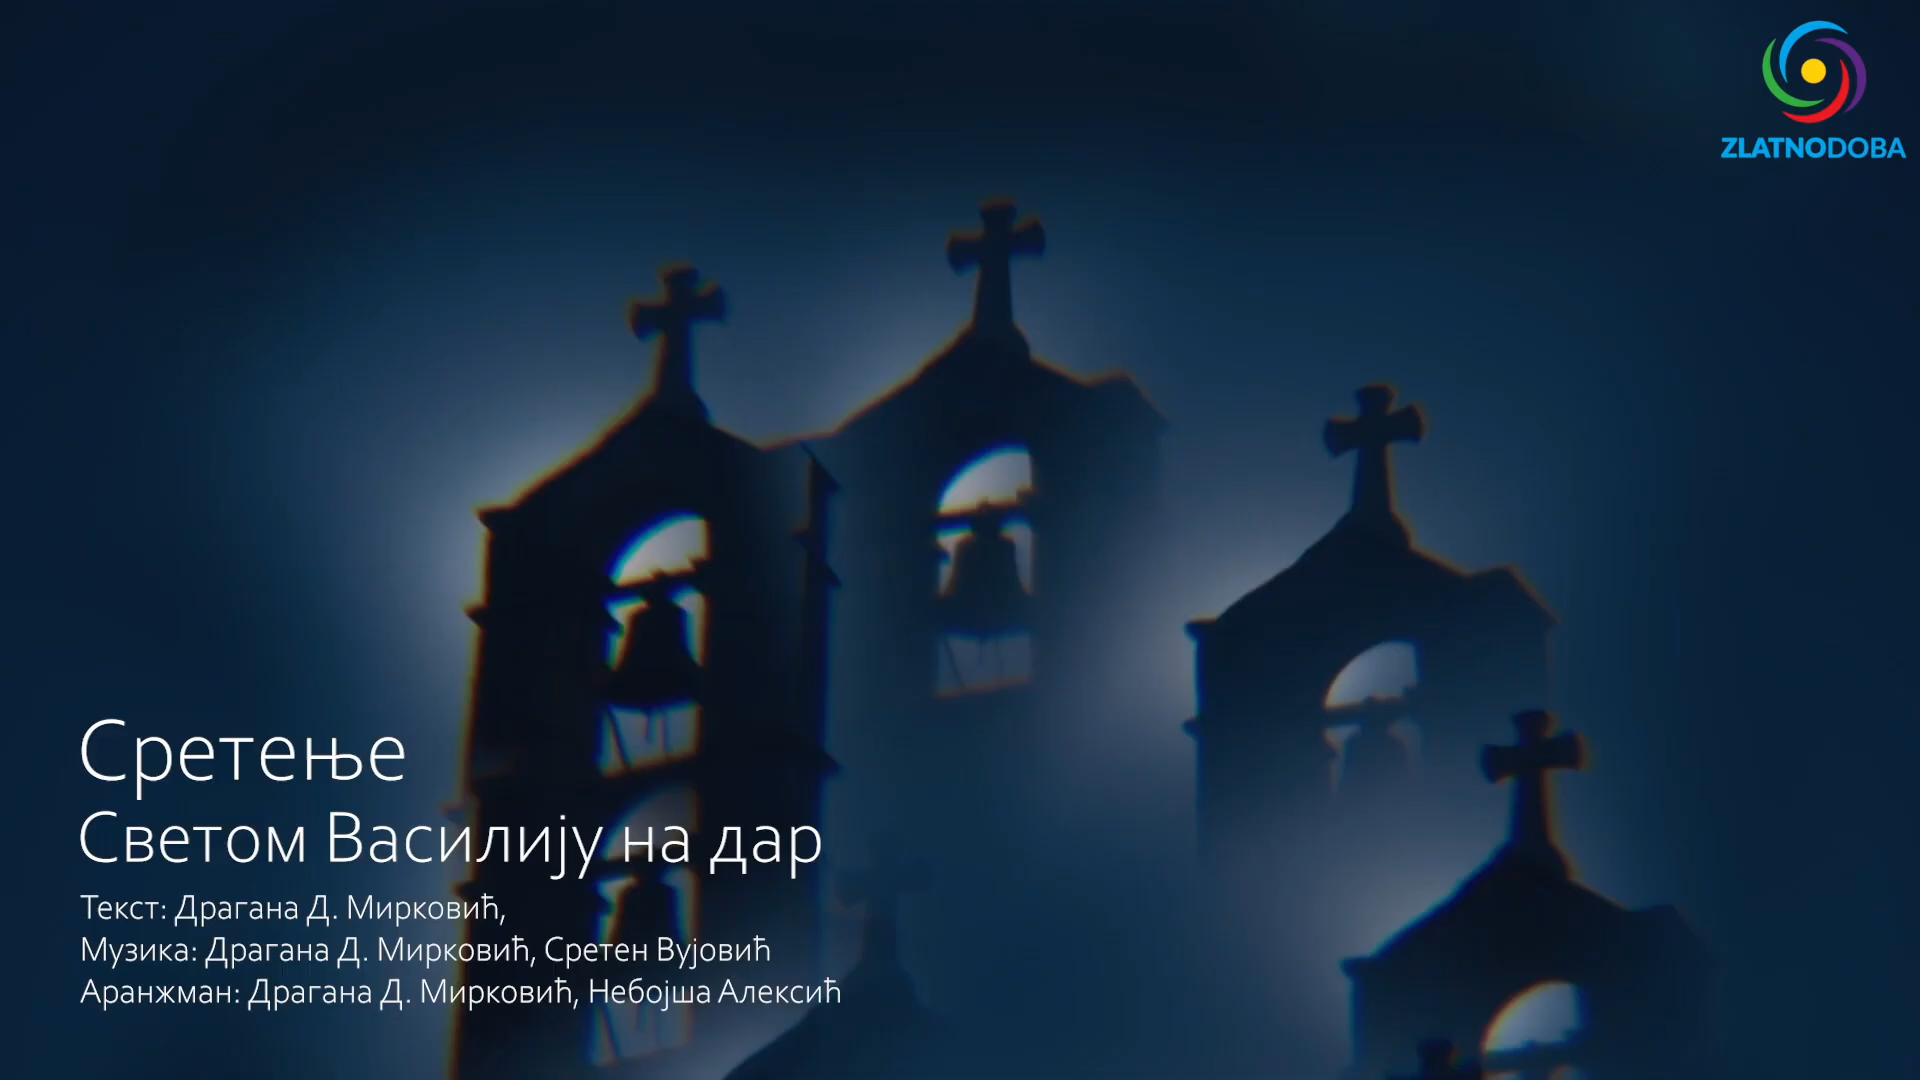 ZLATNODOBA
Сретење
Светом Василију на дар
Текст: Драгана Д. Мирковић,
Музика: Драгана Д. Мирковић, Сретен Вујовић
Аранжман: Драгана Д. Мирковић, Небојша Алексић